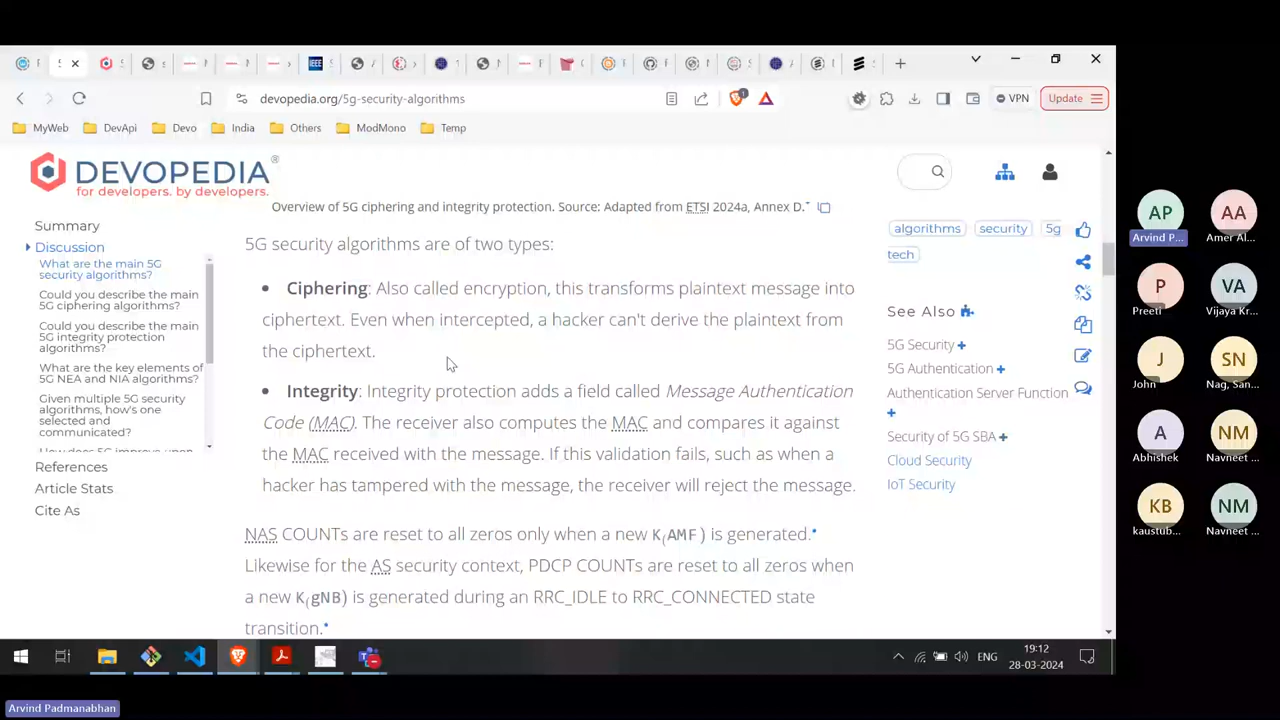 devopedia.org/5g-security-algorithms
VPN
Update
MyWeb
DevApi
Devo
India
Others
ModMono
Temp
DEVOPEDIA
for developers. by developers.
Overview of 5G ciphering and integrity protection. Source: Adapted from ETSI 2024a, Annex D.
Summary
Discussion
What are the main 5G
security algorithms?
Could you describe the main
5G ciphering algorithms?
Could you describe the main
5G integrity protection
algorithms?
What are the key elements of
5G NEA and NIA algorithms?
Given multiple 5G security
algorithms, how's one
selected and
communicated?
How does 5G improve upon
References
Article Stats
Cite As
5G security algorithms are of two types:
• Ciphering: Also called encryption, this transforms plaintext message into
ciphertext. Even when intercepted, a hacker can't derive the plaintext from
the ciphertext.
• Integrity: Integrity protection adds a field called Message Authentication
Code (MAC). The receiver also computes the MAC and compares it against
the MAC received with the message. If this validation fails, such as when a
hacker has tampered with the message, the receiver will reject the message.
NAS COUNTs are reset to all zeros only when a new K(AMF) is generated.
Likewise for the AS security context, PDCP COUNTs are reset to all zeros when
a new K(gNB) is generated during an RRC_IDLE to RRC_CONNECTED state
transition.
algorithms security 5g
tech
See Also
5G Security +
5G Authentication +
Authentication Server Function
+
Security of 5G SBA +
Cloud Security
IoT Security
AP
Arvind P...
AA
Amer Al...
P
Preeti
VA
Vijaya Kr...
J
John
SN
Nag, San...
A
Abhishek
NM
Navneet ...
KB
kaustub...
NM
Navneet ...
ENG
19:12
28-03-2024
Arvind Padmanabhan